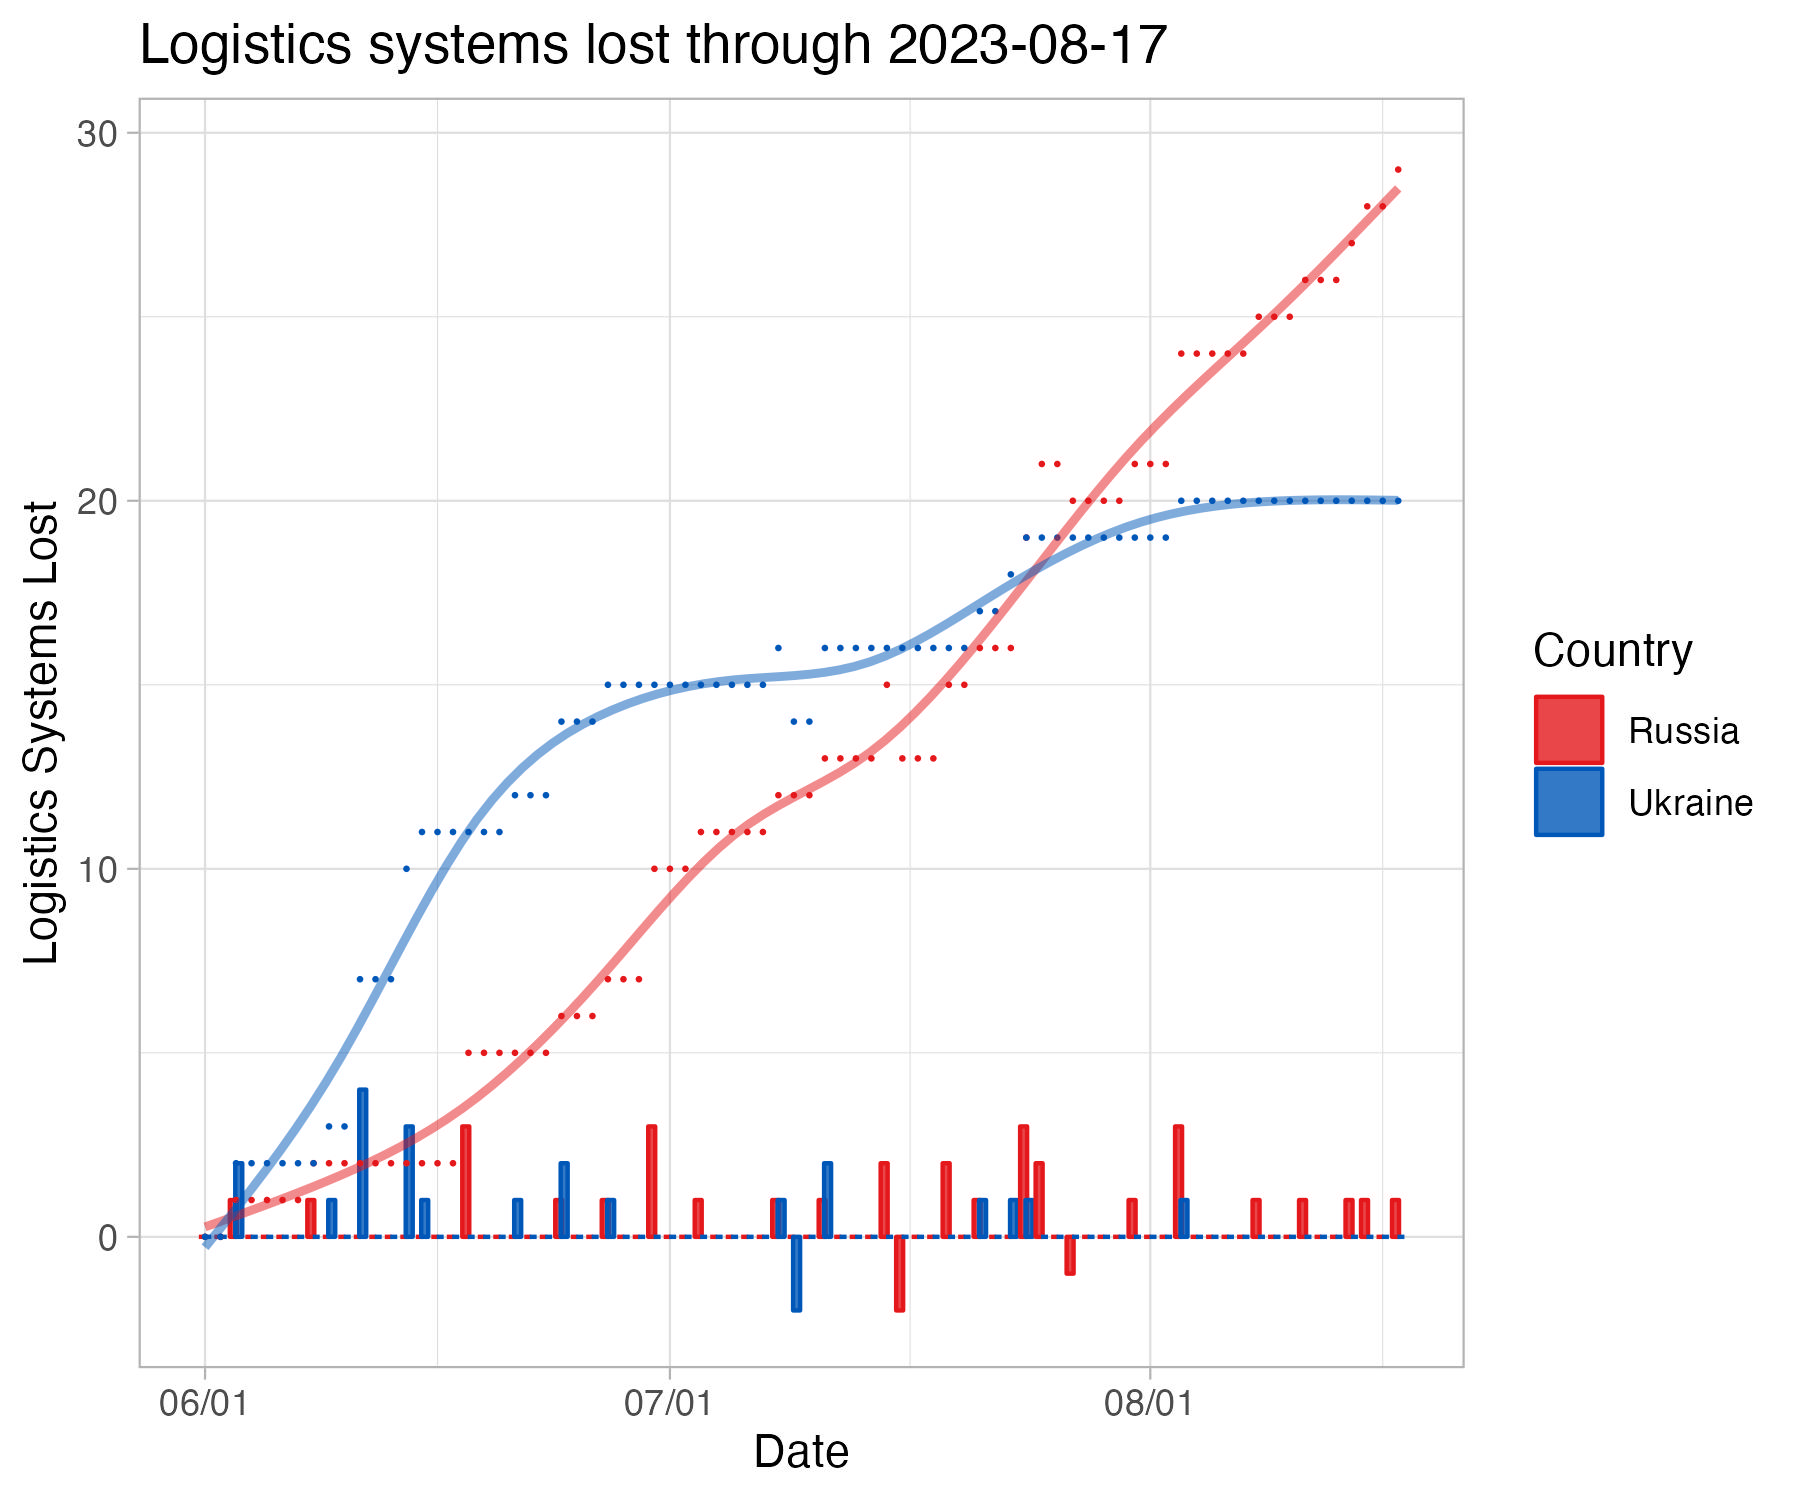 Logistics systems lost through 2023-08-17
Logistics Systems Lost
30
20
10
0
06/01
07/01
08/01
Date
Country
Russia
Ukraine